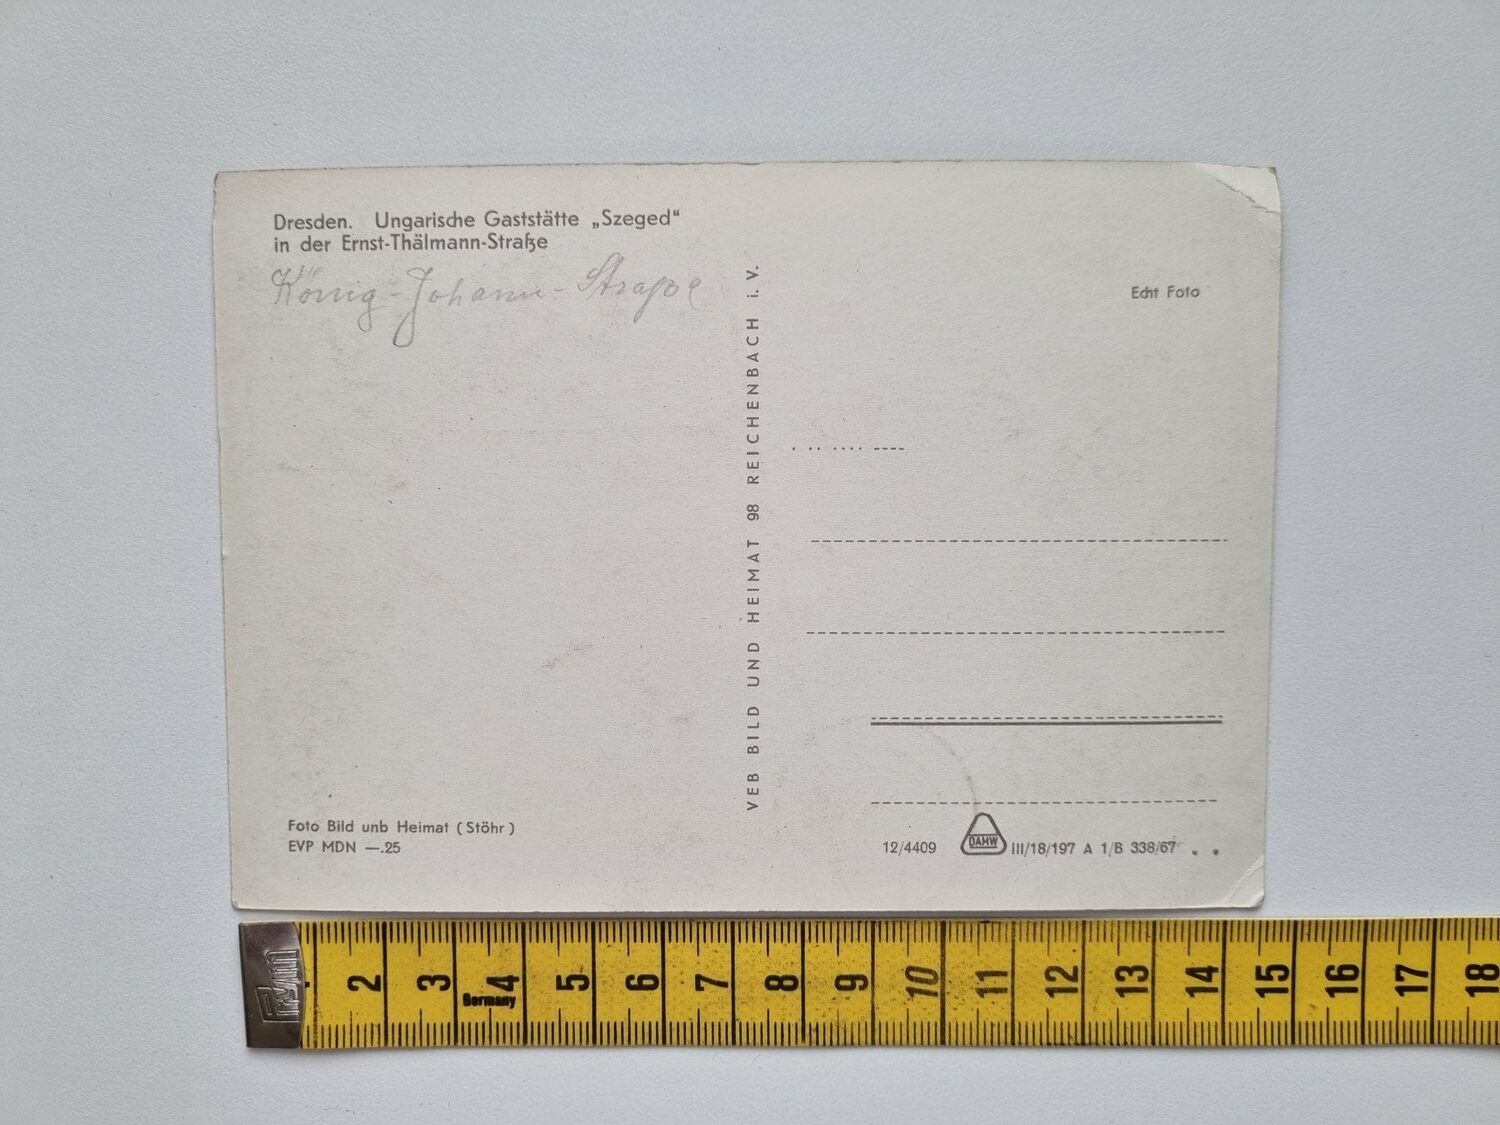 Dresden. Ungarische Gaststätte „Szeged“
in der Ernst-Thälmann-Straße
König-Johann-Straße
Echt Foto
VEB BILD UND HEIMAT 98 REICHENBACH i. V.
Foto Bild unb Heimat (Stöhr)
EVP MDN —.25
12/4409 DAHW III/18/197 A 1/B 338/67
Prym 2 3 4 5 6 7 8 9 10 11 12 13 14 15 16 17 18
Germany